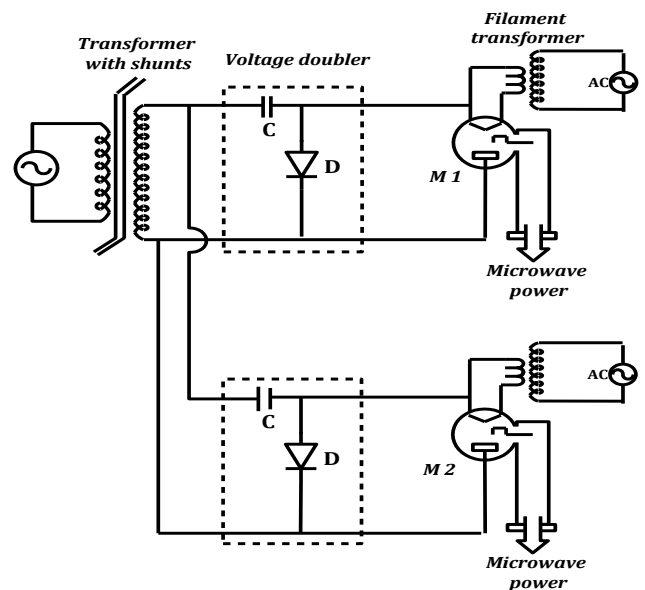 Transformer
with shunts
Voltage doubler
Filament
transformer
AC
C
D
M 1
Microwave
power
AC
C
D
M 2
Microwave
power